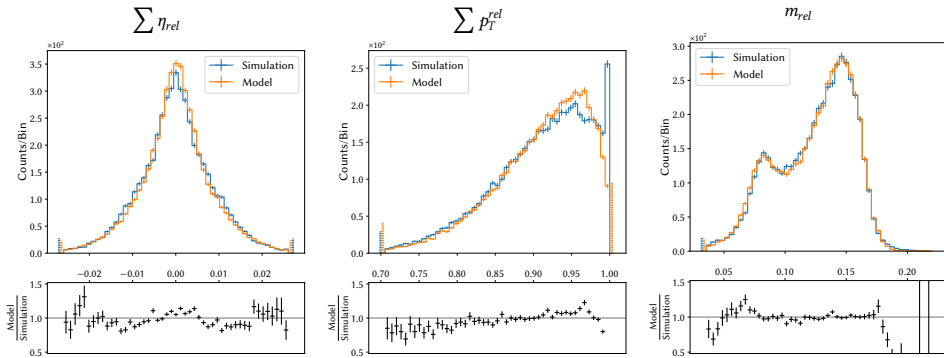 ∑ η_rel
×10²
Counts/Bin
3.5
3.0
2.5
2.0
1.5
1.0
0.5
0.0
Simulation
Model
−0.02 −0.01 0.00 0.01 0.02
Model/Simulation
1.5
1.0
0.5
∑ p_T^rel
×10²
Counts/Bin
2.5
2.0
1.5
1.0
0.5
0.0
Simulation
Model
0.70 0.75 0.80 0.85 0.90 0.95 1.00
Model/Simulation
1.5
1.0
0.5
m_rel
×10²
Counts/Bin
3.0
2.5
2.0
1.5
1.0
0.5
0.0
Simulation
Model
0.05 0.10 0.15 0.20
Model/Simulation
1.5
1.0
0.5